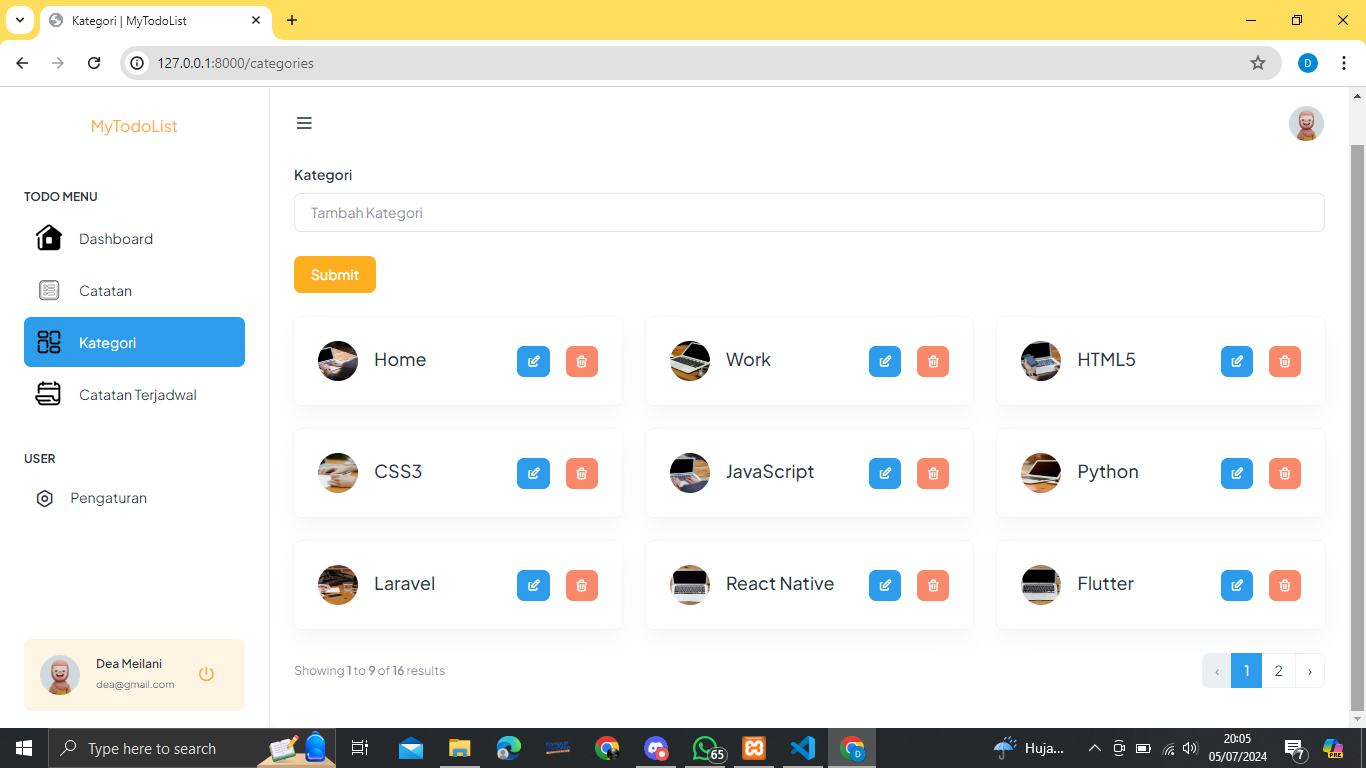 Kategori | MyTodoList
127.0.0.1:8000/categories
D
MyTodoList
TODO MENU
Dashboard
Catatan
Kategori
Catatan Terjadwal
USER
Pengaturan
Dea Meilani
dea@gmail.com
Kategori
Tambah Kategori
Submit
Home
Work
HTML5
CSS3
JavaScript
Python
Laravel
React Native
Flutter
Showing 1 to 9 of 16 results
‹ 1 2 ›
Type here to search
65
D
Huja...
20:05
05/07/2024
7
PRE